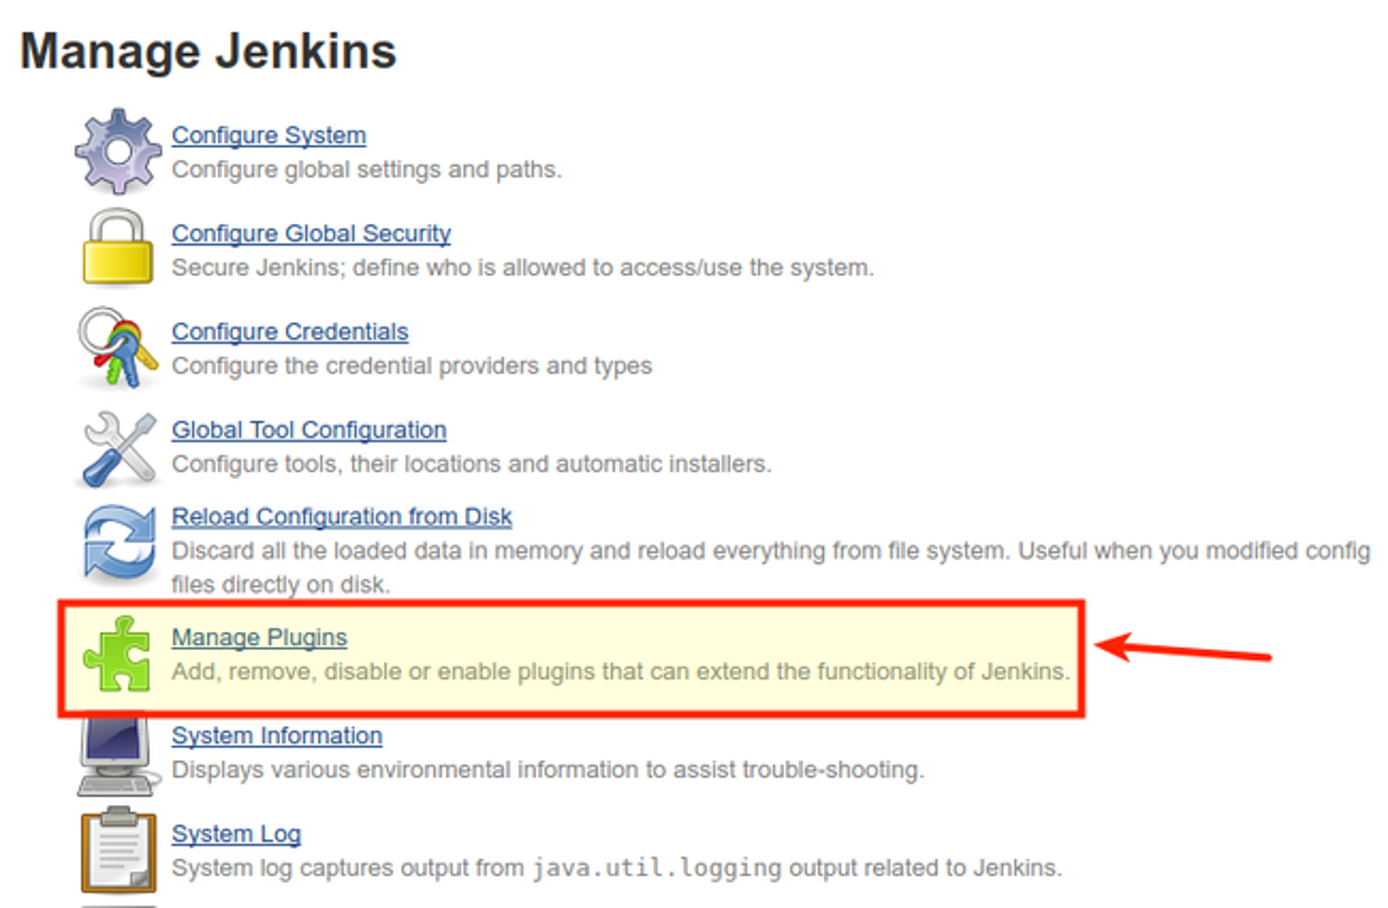 Manage Jenkins
Configure System
Configure global settings and paths.
Configure Global Security
Secure Jenkins; define who is allowed to access/use the system.
Configure Credentials
Configure the credential providers and types
Global Tool Configuration
Configure tools, their locations and automatic installers.
Reload Configuration from Disk
Discard all the loaded data in memory and reload everything from file system. Useful when you modified config
files directly on disk.
Manage Plugins
Add, remove, disable or enable plugins that can extend the functionality of Jenkins.
System Information
Displays various environmental information to assist trouble-shooting.
System Log
System log captures output from java.util.logging output related to Jenkins.